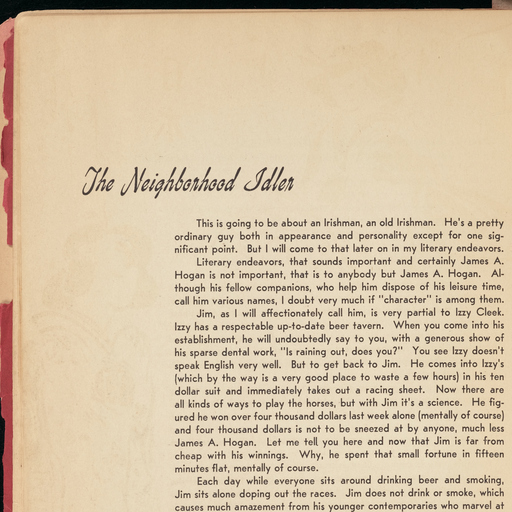 The Neighborhood Idler
This is going to be about an Irishman, an old Irishman. He's a pretty
ordinary guy both in appearance and personality except for one sig-
nificant point. But I will come to that later on in my literary endeavors.
Literary endeavors, that sounds important and certainly James A.
Hogan is not important, that is to anybody but James A. Hogan. Al-
though his fellow companions, who help him dispose of his leisure time,
call him various names, I doubt very much if "character" is among them.
Jim, as I will affectionately call him, is very partial to Izzy Cleek.
Izzy has a respectable up-to-date beer tavern. When you come into his
establishment, he will undoubtedly say to you, with a generous show of
his sparse dental work, "Is raining out, does you?" You see Izzy doesn't
speak English very well. But to get back to Jim. He comes into Izzy's
(which by the way is a very good place to waste a few hours) in his ten
dollar suit and immediately takes out a racing sheet. Now there are
all kinds of ways to play the horses, but with Jim it's a science. He fig-
ured he won over four thousand dollars last week alone (mentally of course)
and four thousand dollars is not to be sneezed at by anyone, much less
James A. Hogan. Let me tell you here and now that Jim is far from
cheap with his winnings. Why, he spent that small fortune in fifteen
minutes flat, mentally of course.
Each day while everyone sits around drinking beer and smoking,
Jim sits alone doping out the races. Jim does not drink or smoke, which
causes much amazement from his younger contemporaries who marvel at